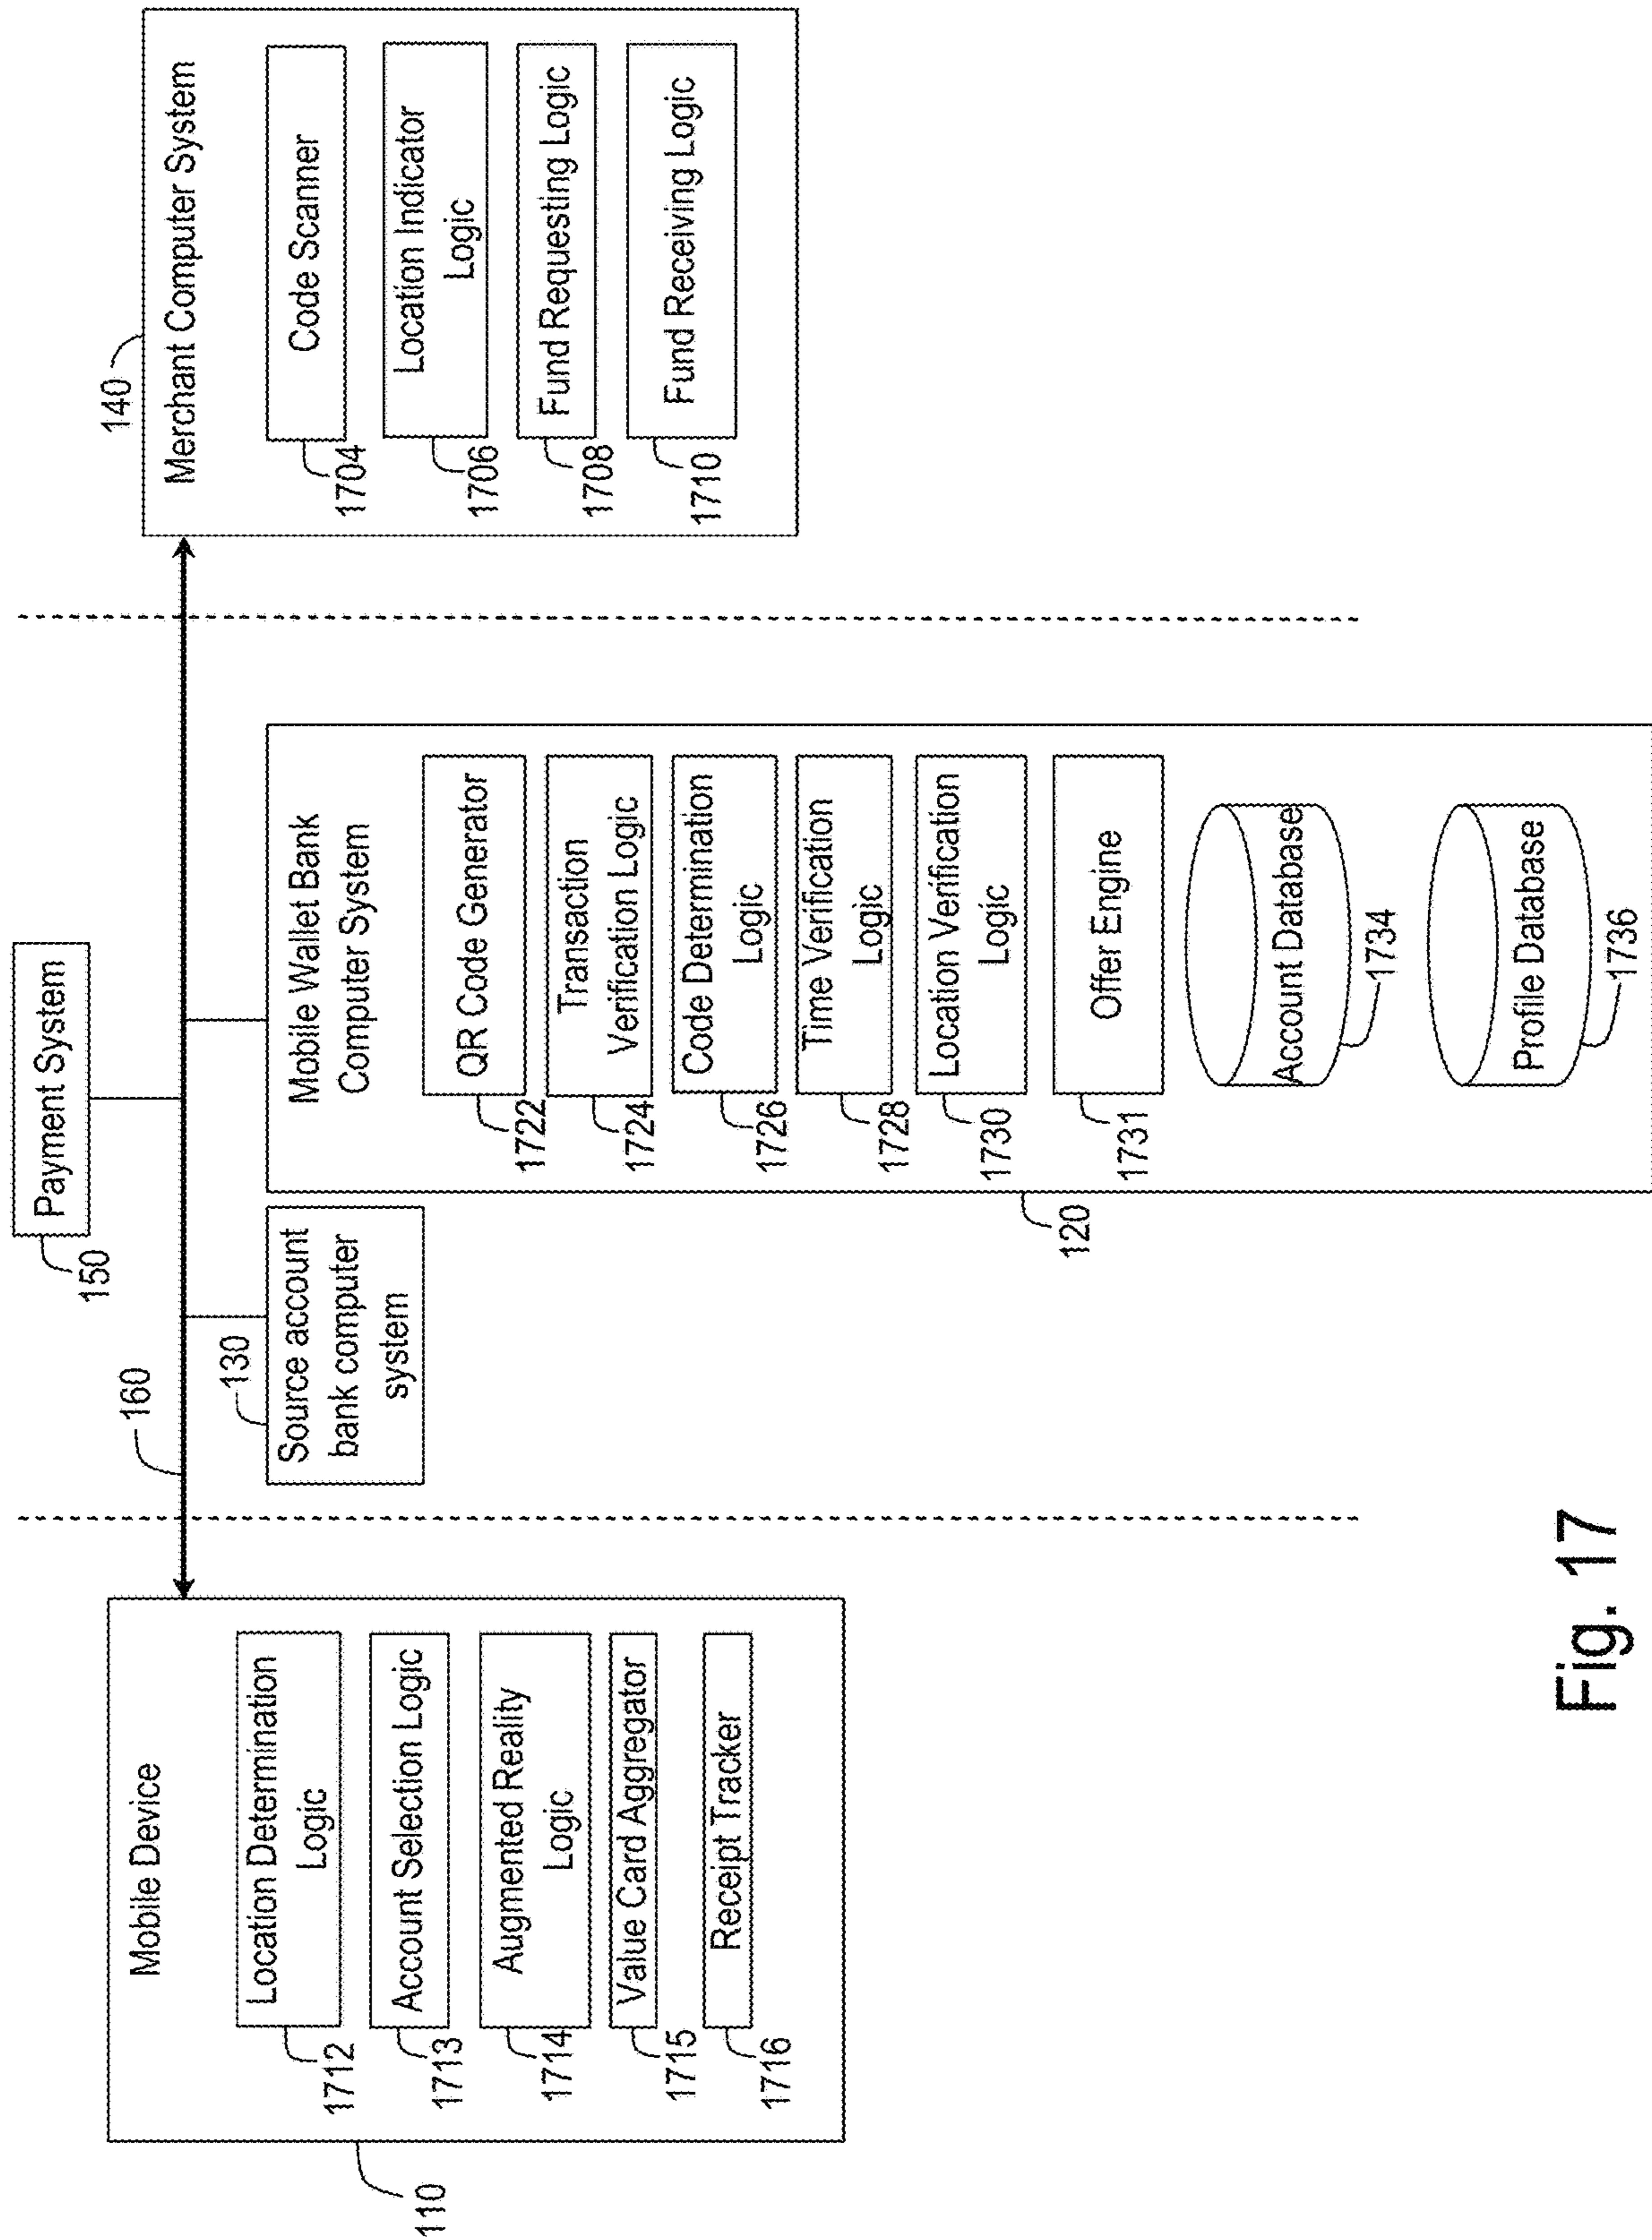 Payment System
150
160
Mobile Device
Location Determination
Logic
1712
Account Selection Logic
1713
Augmented Reality
Logic
1714
Value Card Aggregator
1715
Receipt Tracker
1716
110
130
Source account
bank computer
system
Mobile Wallet Bank
Computer System
QR Code Generator
1722
Transaction
Verification Logic
1724
Code Determination
Logic
1726
Time Verification
Logic
1728
Location Verification
Logic
1730
Offer Engine
1731
Account Database
1734
Profile Database
1736
120
140
Merchant Computer System
Code Scanner
1704
Location Indicator
Logic
1706
Fund Requesting Logic
1708
Fund Receiving Logic
1710
Fig. 17